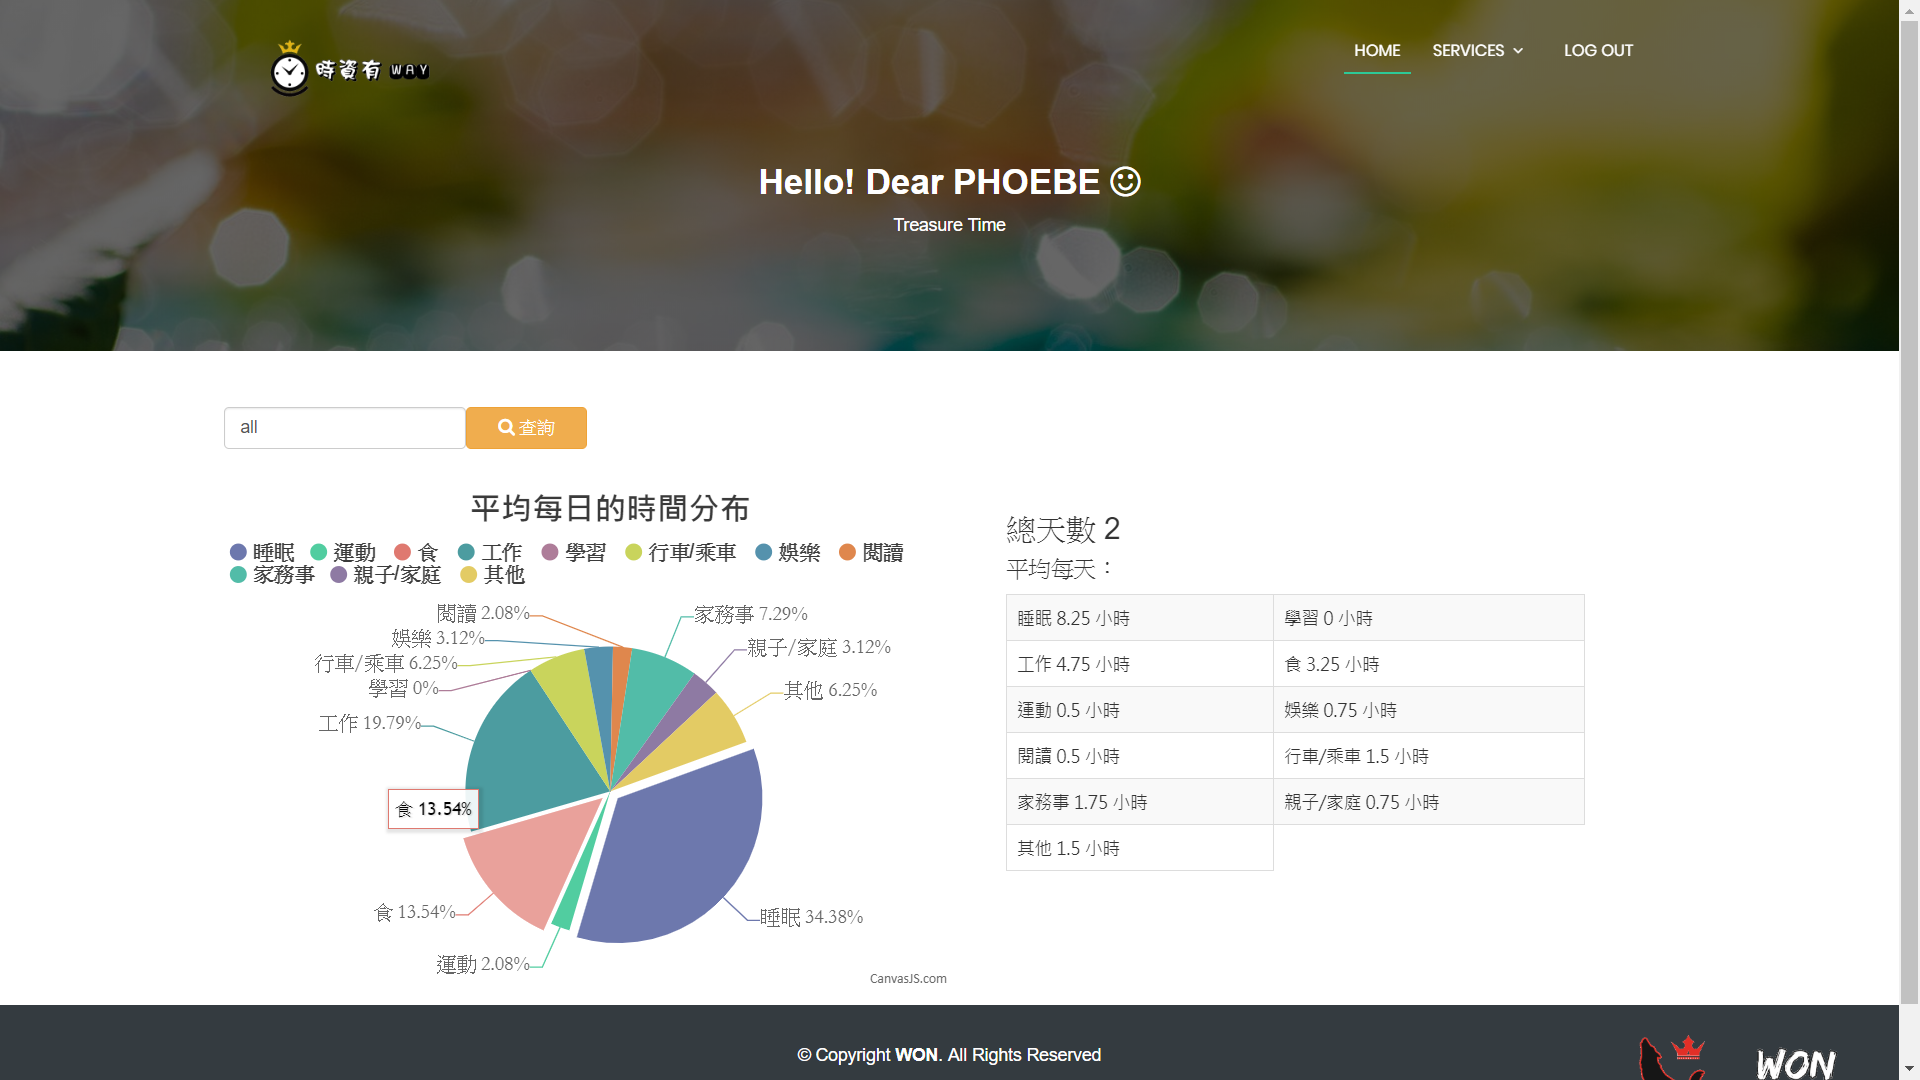 時資有 WAY
HOME
SERVICES
LOG OUT
Hello! Dear PHOEBE
Treasure Time
all
查詢
平均每日的時間分布
睡眠 運動 食 工作 學習 行車/乘車 娛樂 閱讀
家務事 親子/家庭 其他
閱讀 2.08%
娛樂 3.12%
行車/乘車 6.25%
學習 0%
工作 19.79%
食 13.54%
食 13.54%
運動 2.08%
家務事 7.29%
親子/家庭 3.12%
其他 6.25%
睡眠 34.38%
CanvasJS.com
總天數 2
平均每天：
睡眠 8.25 小時 學習 0 小時
工作 4.75 小時 食 3.25 小時
運動 0.5 小時 娛樂 0.75 小時
閱讀 0.5 小時 行車/乘車 1.5 小時
家務事 1.75 小時 親子/家庭 0.75 小時
其他 1.5 小時
© Copyright WON. All Rights Reserved
WON